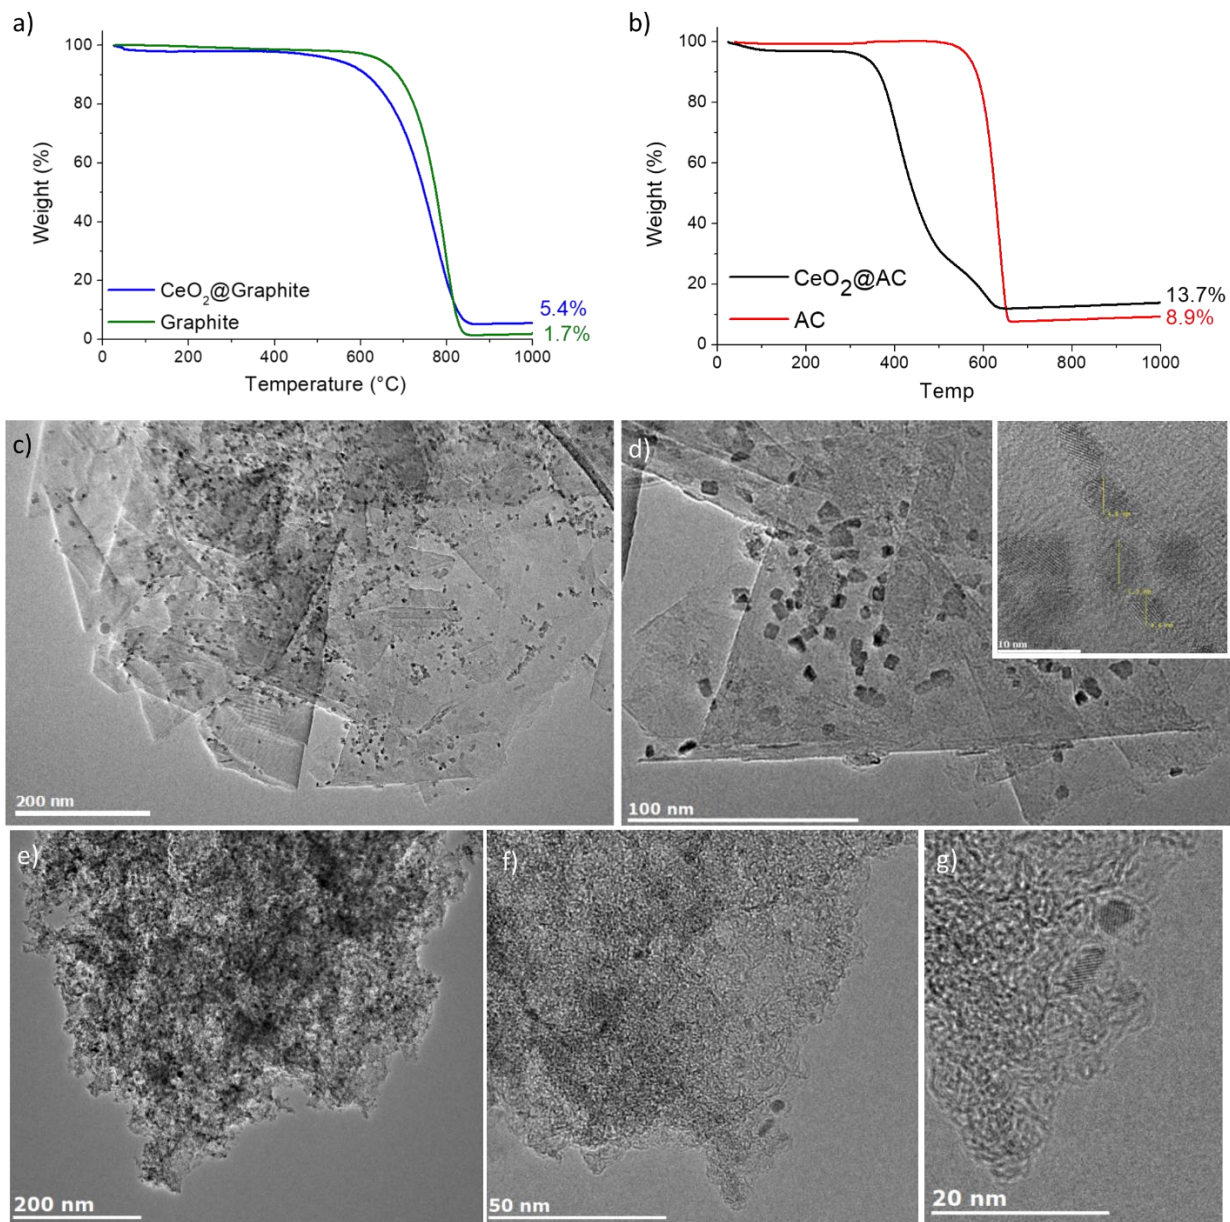 a)
100
80
60
40
20
0
Weight (%)
CeO2@Graphite
Graphite
5.4%
1.7%
0 200 400 600 800 1000
Temperature (°C)
b)
100
80
60
40
20
0
Weight (%)
CeO2@AC
AC
13.7%
8.9%
0 200 400 600 800 1000
Temp
c)
200 nm
d)
100 nm
10 nm
e)
200 nm
f)
50 nm
g)
20 nm